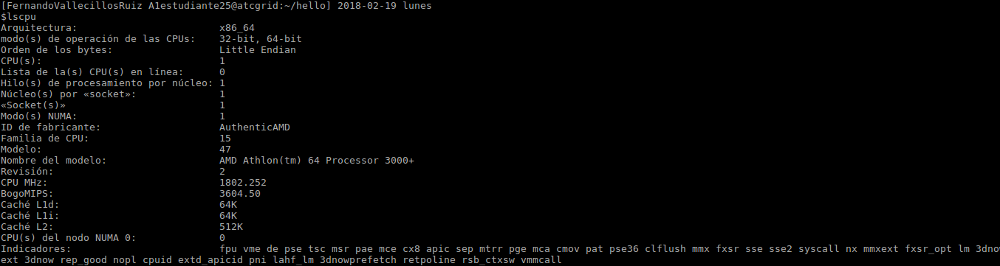 [FernandoVallecillosRuiz A1estudiante25@atcgrid:~/hello] 2018-02-19 lunes
$lscpu
Arquitectura: x86_64
modo(s) de operación de las CPUs: 32-bit, 64-bit
Orden de los bytes: Little Endian
CPU(s): 1
Lista de la(s) CPU(s) en línea: 0
Hilo(s) de procesamiento por núcleo: 1
Núcleo(s) por «socket»: 1
«Socket(s)» 1
Modo(s) NUMA: 1
ID de fabricante: AuthenticAMD
Familia de CPU: 15
Modelo: 47
Nombre del modelo: AMD Athlon(tm) 64 Processor 3000+
Revisión: 2
CPU MHz: 1802.252
BogoMIPS: 3604.50
Caché L1d: 64K
Caché L1i: 64K
Caché L2: 512K
CPU(s) del nodo NUMA 0: 0
Indicadores: fpu vme de pse tsc msr pae mce cx8 apic sep mtrr pge mca cmov pat pse36 clflush mmx fxsr sse sse2 syscall nx mmxext fxsr_opt lm 3dnow
ext 3dnow rep_good nopl cpuid extd_apicid pni lahf_lm 3dnowprefetch retpoline rsb_ctxsw vmmcall